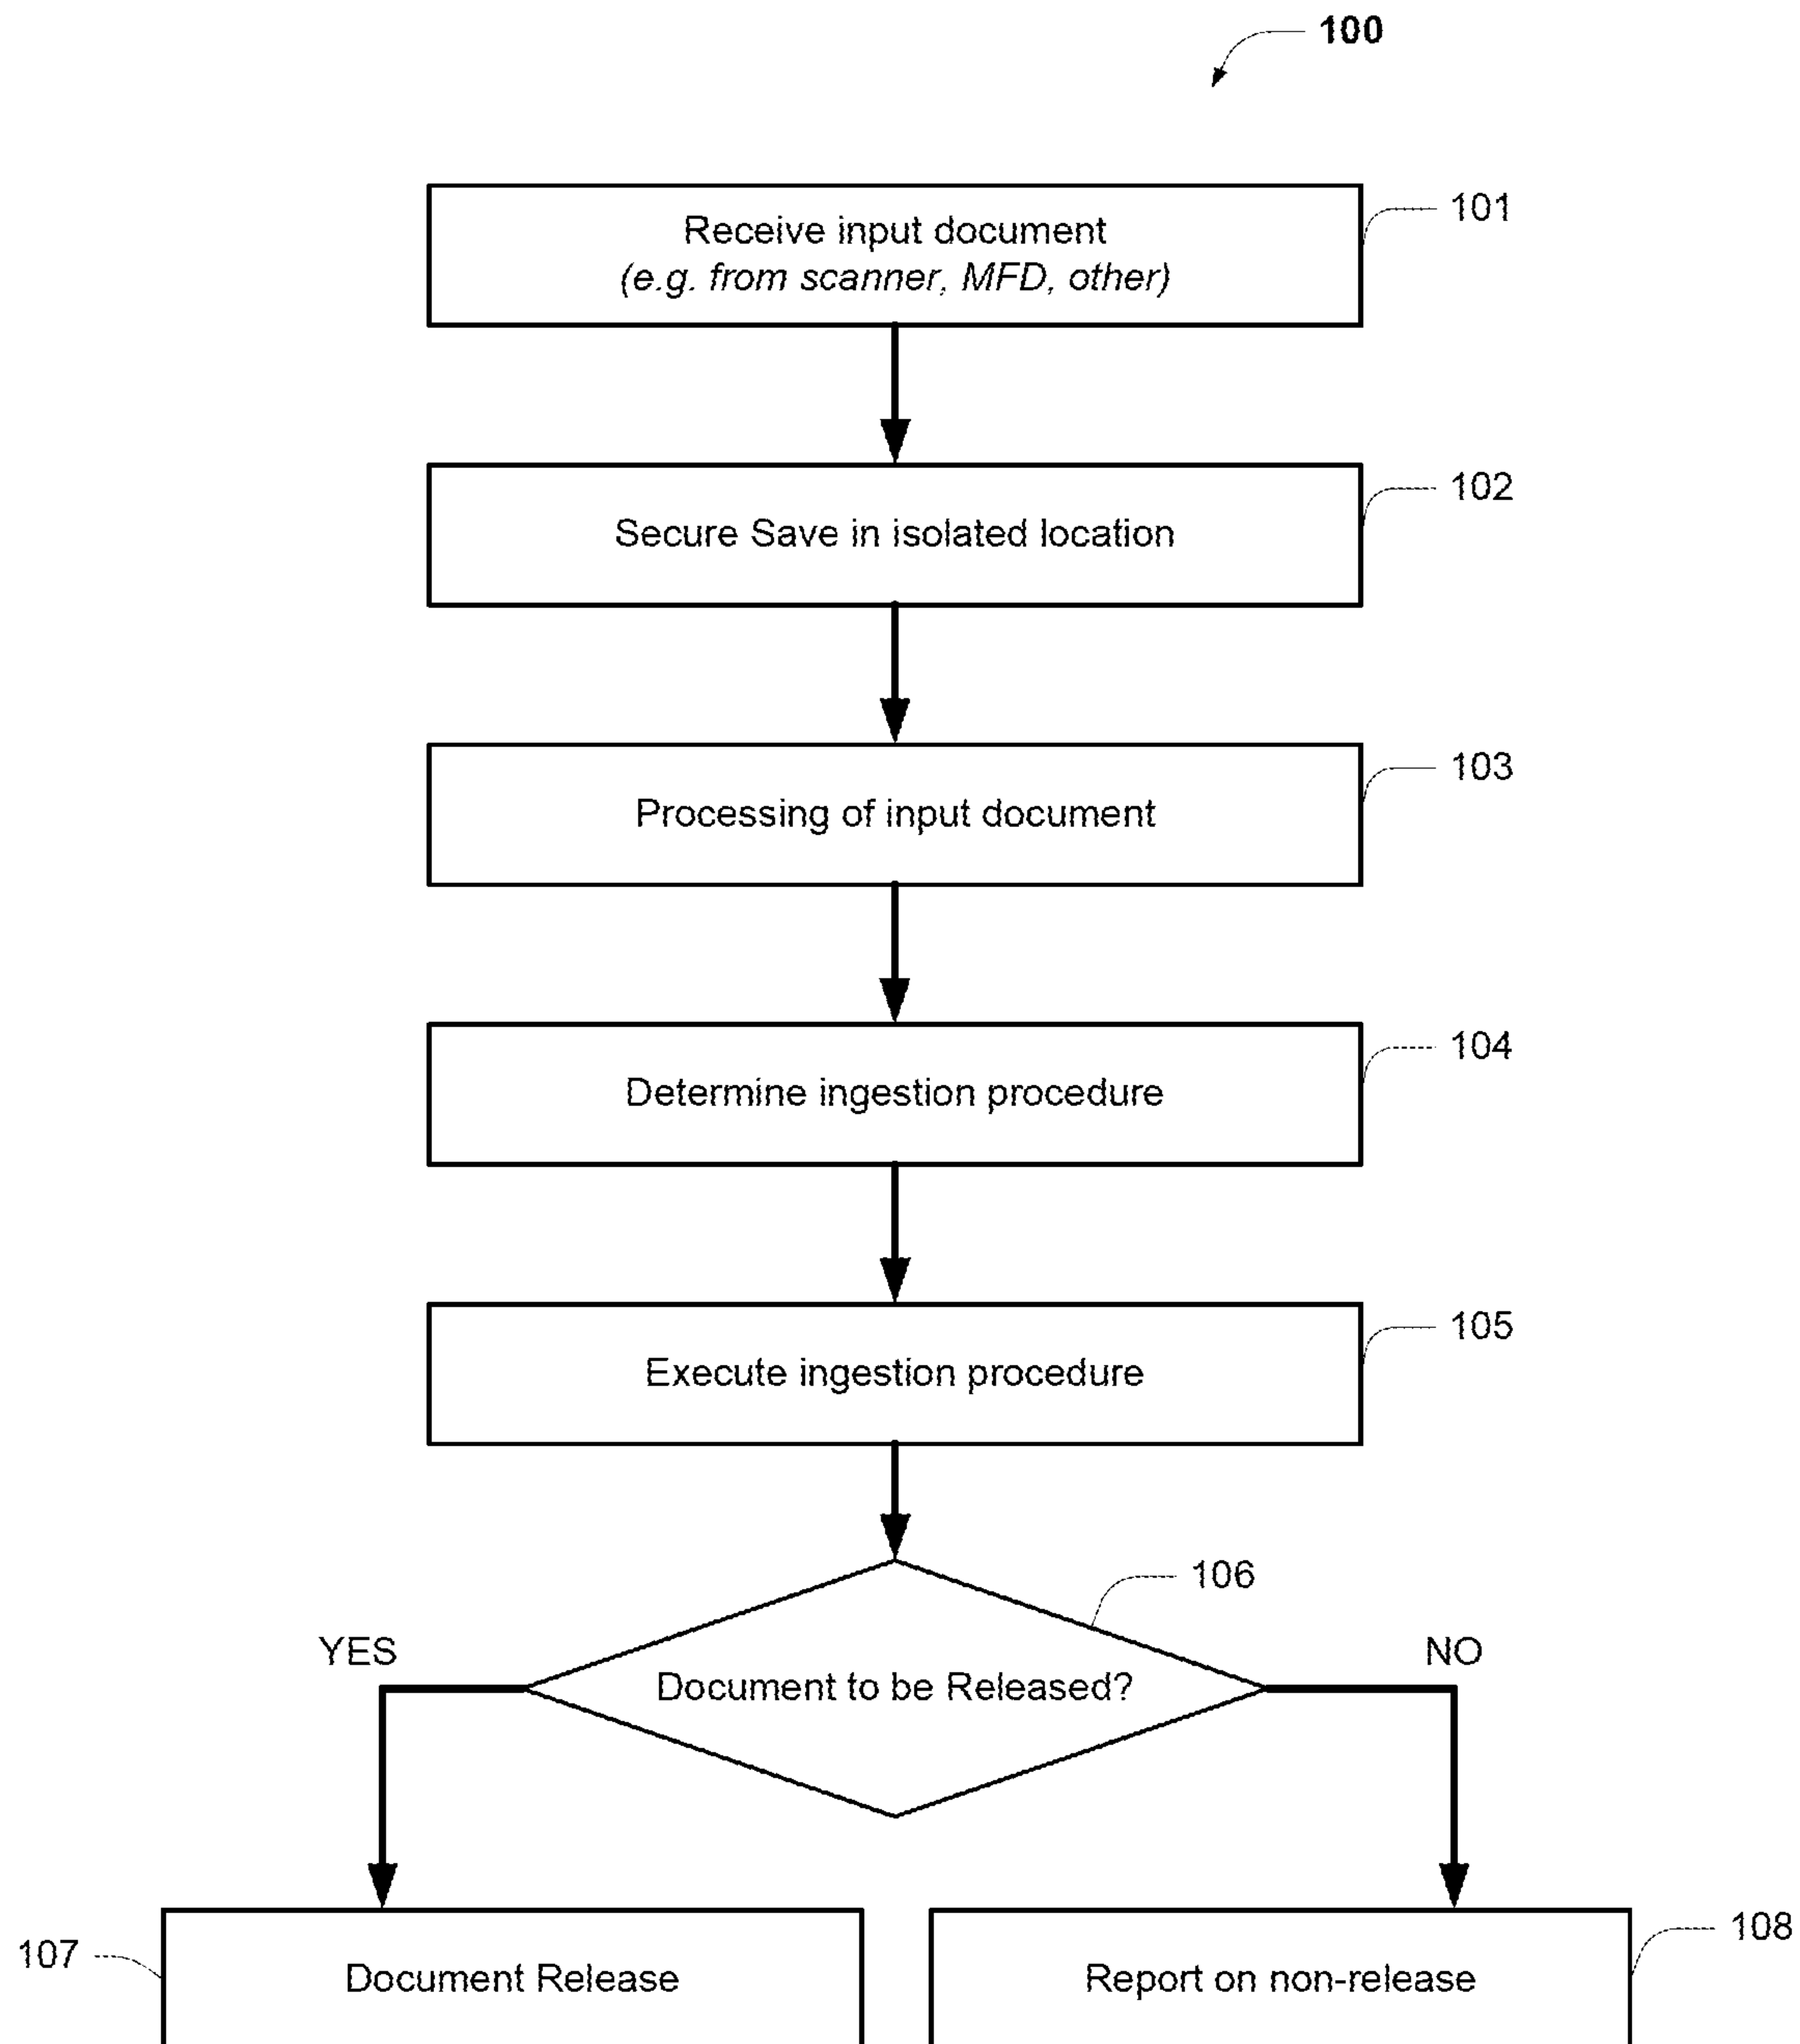 100
Receive input document
(e.g. from scanner, MFD, other)
101
Secure Save in isolated location
102
Processing of input document
103
Determine ingestion procedure
104
Execute ingestion procedure
105
106
YES
Document to be Released?
NO
107
Document Release
Report on non-release
108